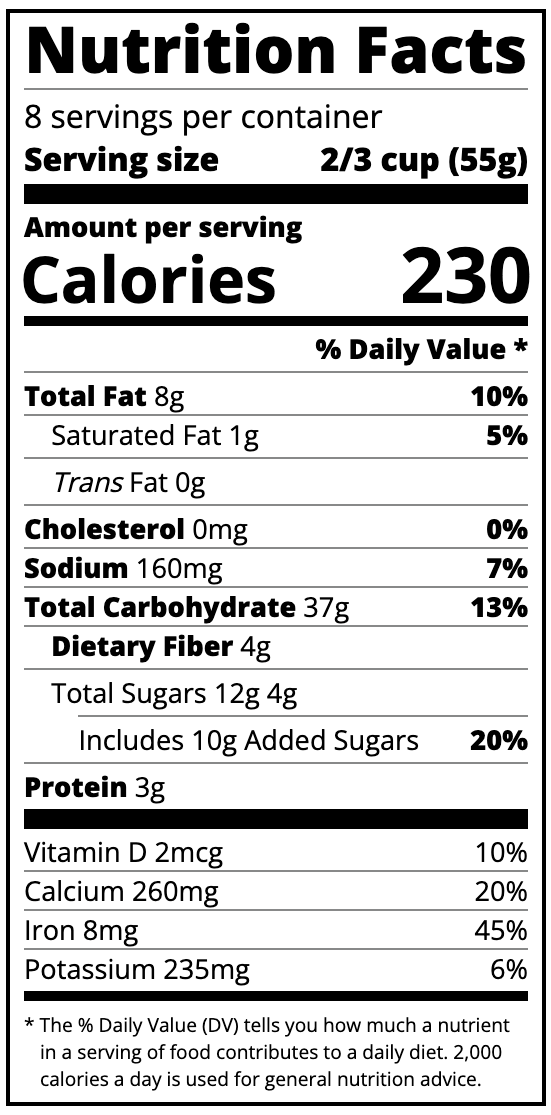 Nutrition Facts
8 servings per container
Serving size 2/3 cup (55g)
Amount per serving
Calories 230
% Daily Value *
Total Fat 8g 10%
Saturated Fat 1g 5%
Trans Fat 0g
Cholesterol 0mg 0%
Sodium 160mg 7%
Total Carbohydrate 37g 13%
Dietary Fiber 4g
Total Sugars 12g 4g
Includes 10g Added Sugars 20%
Protein 3g
Vitamin D 2mcg 10%
Calcium 260mg 20%
Iron 8mg 45%
Potassium 235mg 6%
* The % Daily Value (DV) tells you how much a nutrient
in a serving of food contributes to a daily diet. 2,000
calories a day is used for general nutrition advice.